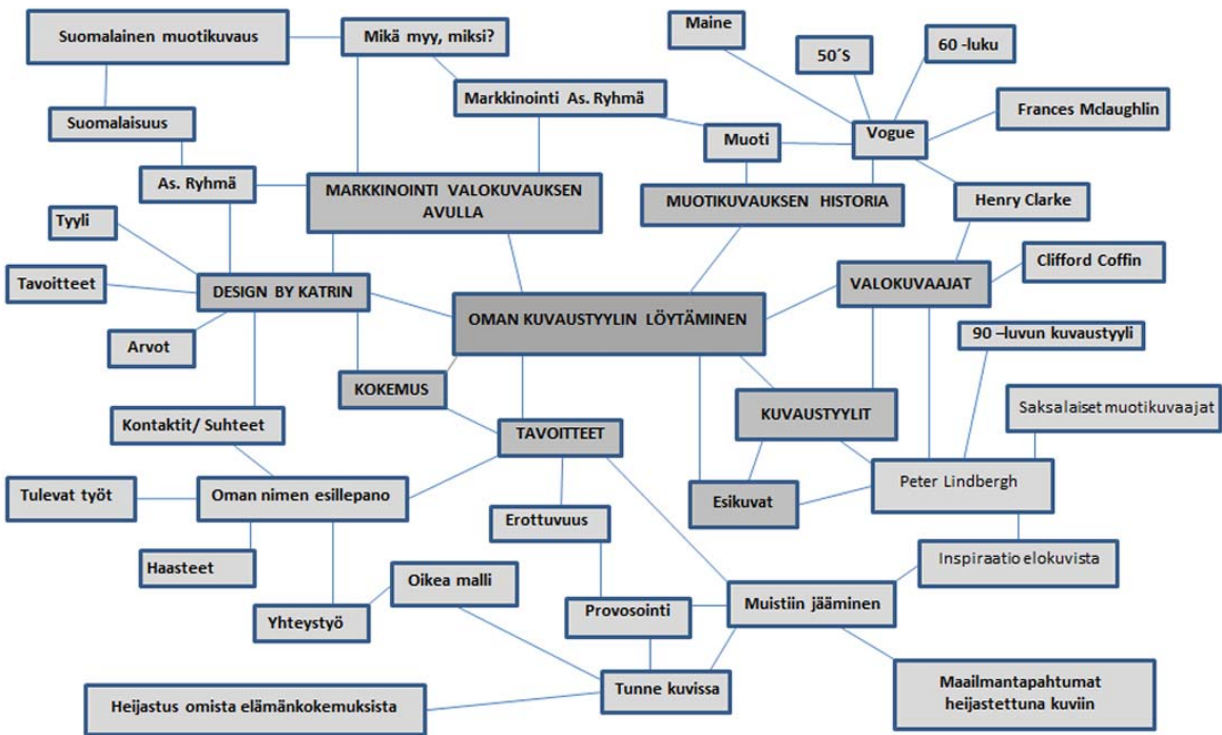 Suomalainen muotikuvaus
Mikä myy, miksi?
Maine
50´S
60 -luku
Markkinointi As. Ryhmä
Frances Mclaughlin
Suomalaisuus
Muoti
Vogue
As. Ryhmä
MARKKINOINTI VALOKUVAUKSEN
AVULLA
MUOTIKUVAUKSEN HISTORIA
Henry Clarke
Tyyli
Clifford Coffin
Tavoitteet
DESIGN BY KATRIN
VALOKUVAAJAT
OMAN KUVAUSTYYLIN LÖYTÄMINEN
Arvot
90 –luvun kuvaustyyli
KOKEMUS
KUVAUSTYYLIT
Saksalaiset muotikuvaajat
Kontaktit/ Suhteet
TAVOITTEET
Peter Lindbergh
Tulevat työt
Oman nimen esillepano
Esikuvat
Erottuvuus
Haasteet
Inspiraatio elokuvista
Oikea malli
Yhteystyö
Provosointi
Muistiin jääminen
Tunne kuvissa
Heijastus omista elämänkokemuksista
Maailmantapahtumat
heijastettuna kuviin